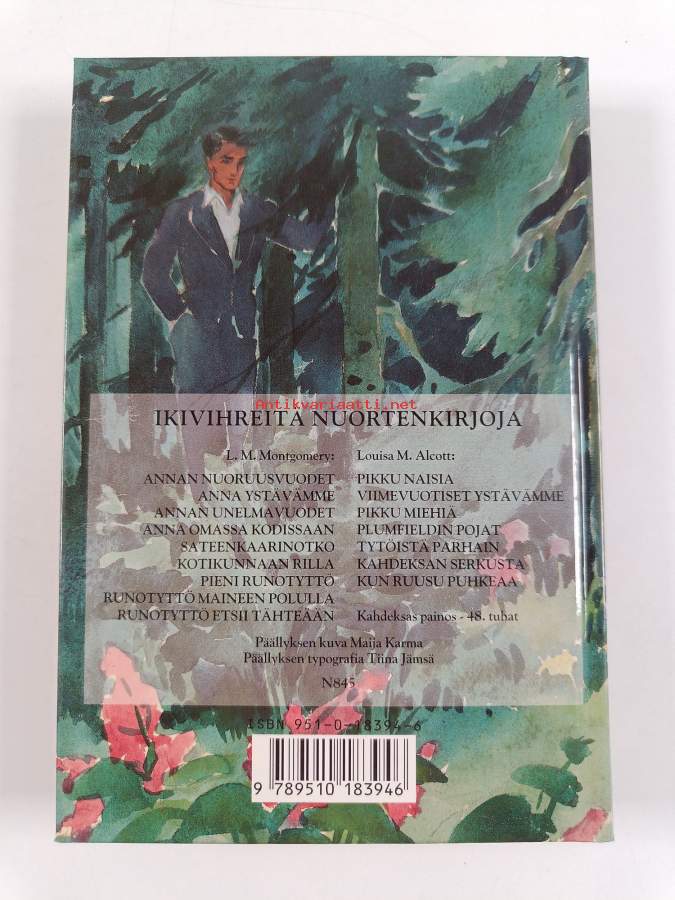 Antikvariaatti.net
IKIVIHREITÄ NUORTENKIRJOJA
L. M. Montgomery:
ANNAN NUORUUSVUODET
ANNA YSTÄVÄMME
ANNAN UNELMAVUODET
ANNA OMASSA KODISSAAN
SATEENKAARINOTKO
KOTIKUNNAAN RILLA
PIENI RUNOTYTTÖ
RUNOTYTTÖ MAINEEN POLULLA
RUNOTYTTÖ ETSII TÄHTEÄÄN
Louisa M. Alcott:
PIKKU NAISIA
VIIMEVUOTISET YSTÄVÄMME
PIKKU MIEHIÄ
PLUMFIELDIN POJAT
TYTÖISTÄ PARHAIN
KAHDEKSAN SERKUSTA
KUN RUUSU PUHKEAA
Kahdeksas painos - 48. tuhat
Päällyksen kuva Maija Karma
Päällyksen typografia Tiina Jämsä
N845
ISBN 951-0-18394-6
9 789510 183946